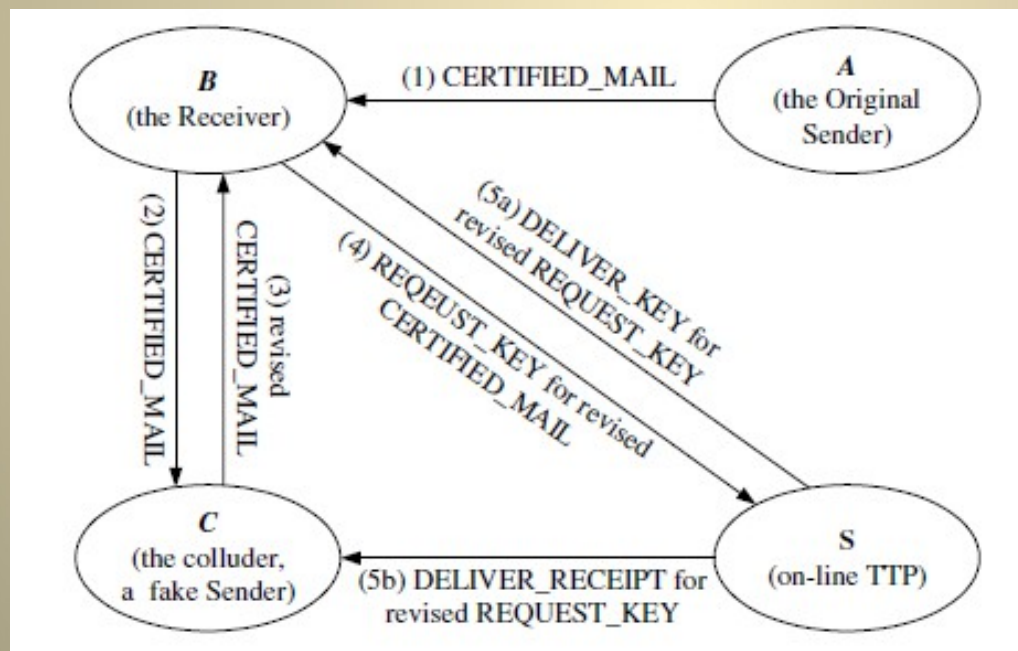 B
(the Receiver)
(1) CERTIFIED_MAIL
A
(the Original
Sender)
(2) CERTIFIED_MAIL
(3) revised
CERTIFIED_MAIL
(4) REQEUST_KEY for revised
CERTIFIED_MAIL
(5a) DELIVER_KEY for
revised REQUEST_KEY
C
(the colluder,
a fake Sender)
(5b) DELIVER_RECEIPT for
revised REQUEST_KEY
S
(on-line TTP)